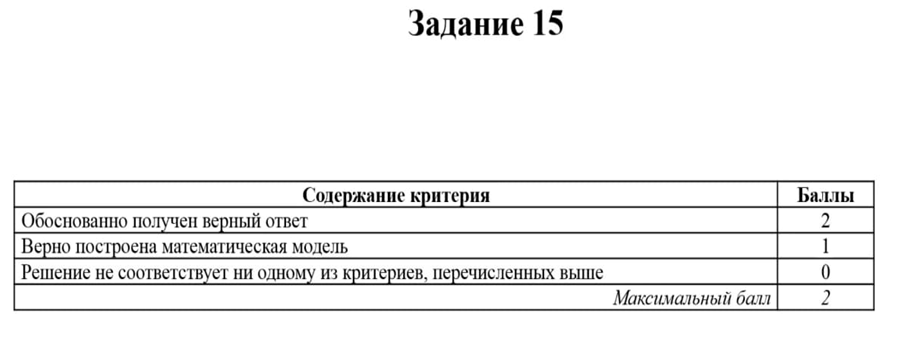 Задание 15
Содержание критерия Баллы
Обоснованно получен верный ответ 2
Верно построена математическая модель 1
Решение не соответствует ни одному из критериев, перечисленных выше 0
Максимальный балл 2